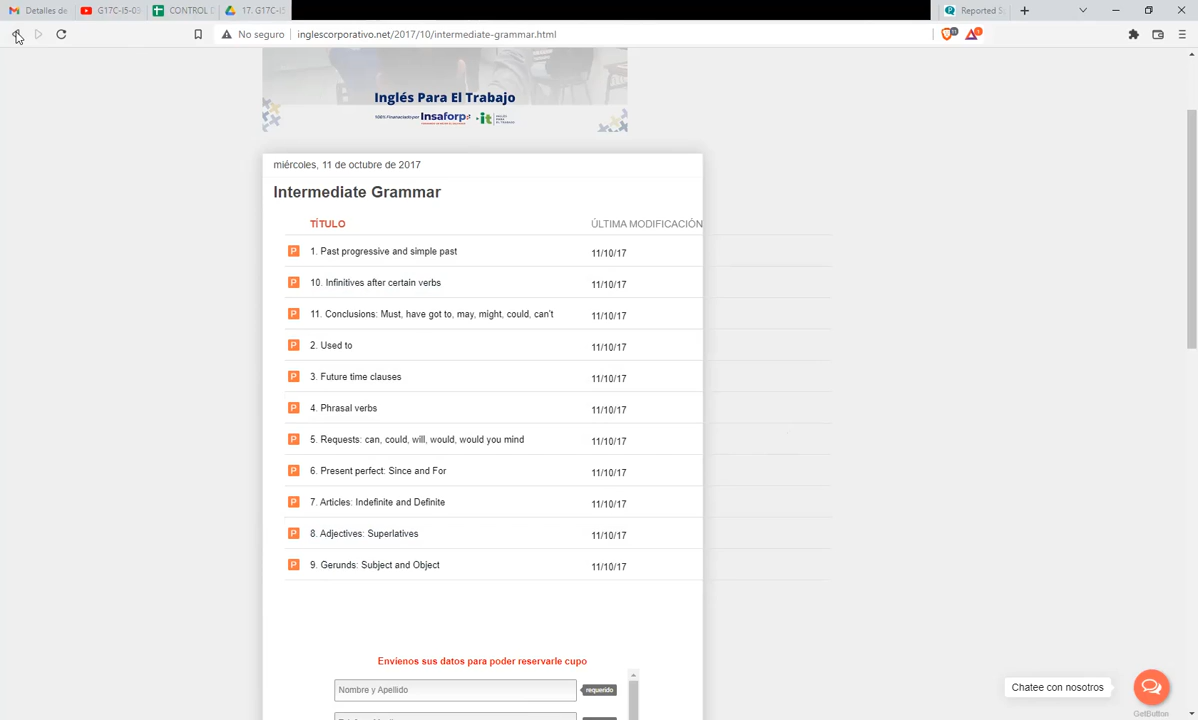 Detalles de
G17C-I5-03
CONTROL D
17. G17C-I5
Reported S
No seguro
inglescorporativo.net/2017/10/intermediate-grammar.html
Inglés Para El Trabajo
Insaforp
it
miércoles, 11 de octubre de 2017
Intermediate Grammar
TÍTULO ÚLTIMA MODIFICACIÓN
P 1. Past progressive and simple past 11/10/17
P 10. Infinitives after certain verbs 11/10/17
P 11. Conclusions: Must, have got to, may, might, could, can't 11/10/17
P 2. Used to 11/10/17
P 3. Future time clauses 11/10/17
P 4. Phrasal verbs 11/10/17
P 5. Requests: can, could, will, would, would you mind 11/10/17
P 6. Present perfect: Since and For 11/10/17
P 7. Articles: Indefinite and Definite 11/10/17
P 8. Adjectives: Superlatives 11/10/17
P 9. Gerunds: Subject and Object 11/10/17
Envíenos sus datos para poder reservarle cupo
Nombre y Apellido requerido
Chatee con nosotros
GetButton